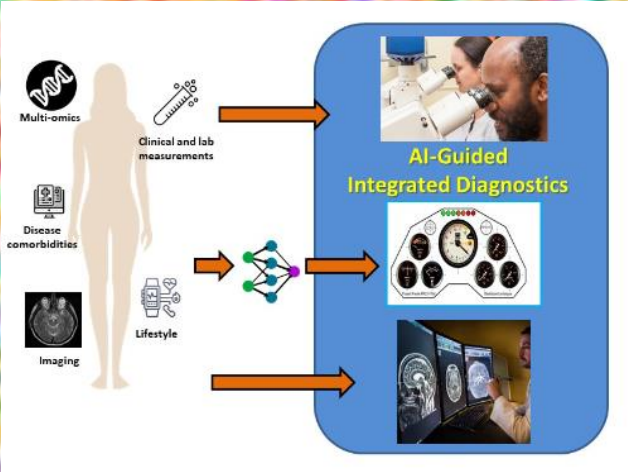 Multi-omics
Clinical and lab
measurements
AI-Guided
Integrated Diagnostics
Disease
comorbidities
Lifestyle
Imaging